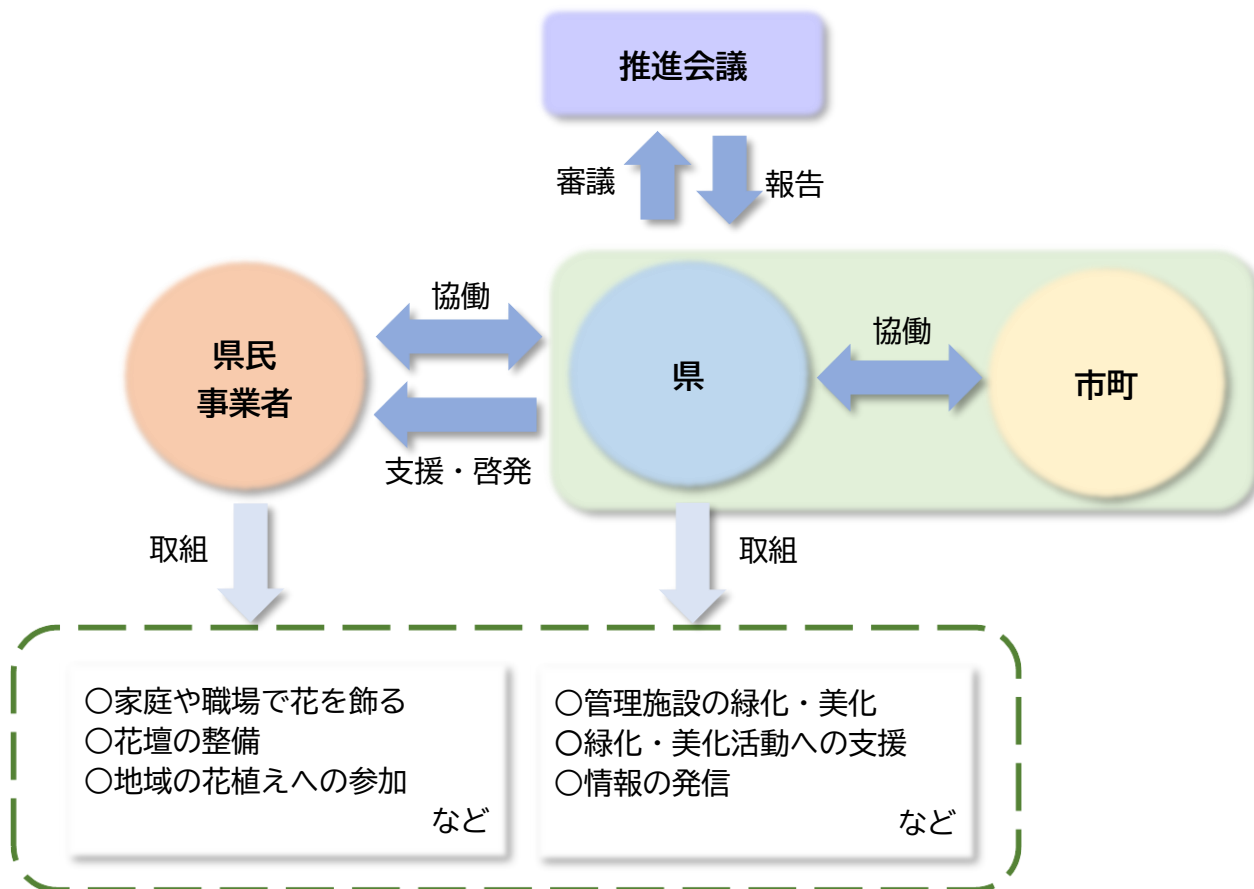 推進会議
審議
報告
協働
県民
事業者
支援・啓発
県
協働
市町
取組
取組
〇家庭や職場で花を飾る
〇花壇の整備
〇地域の花植えへの参加
など
〇管理施設の緑化・美化
〇緑化・美化活動への支援
〇情報の発信
など